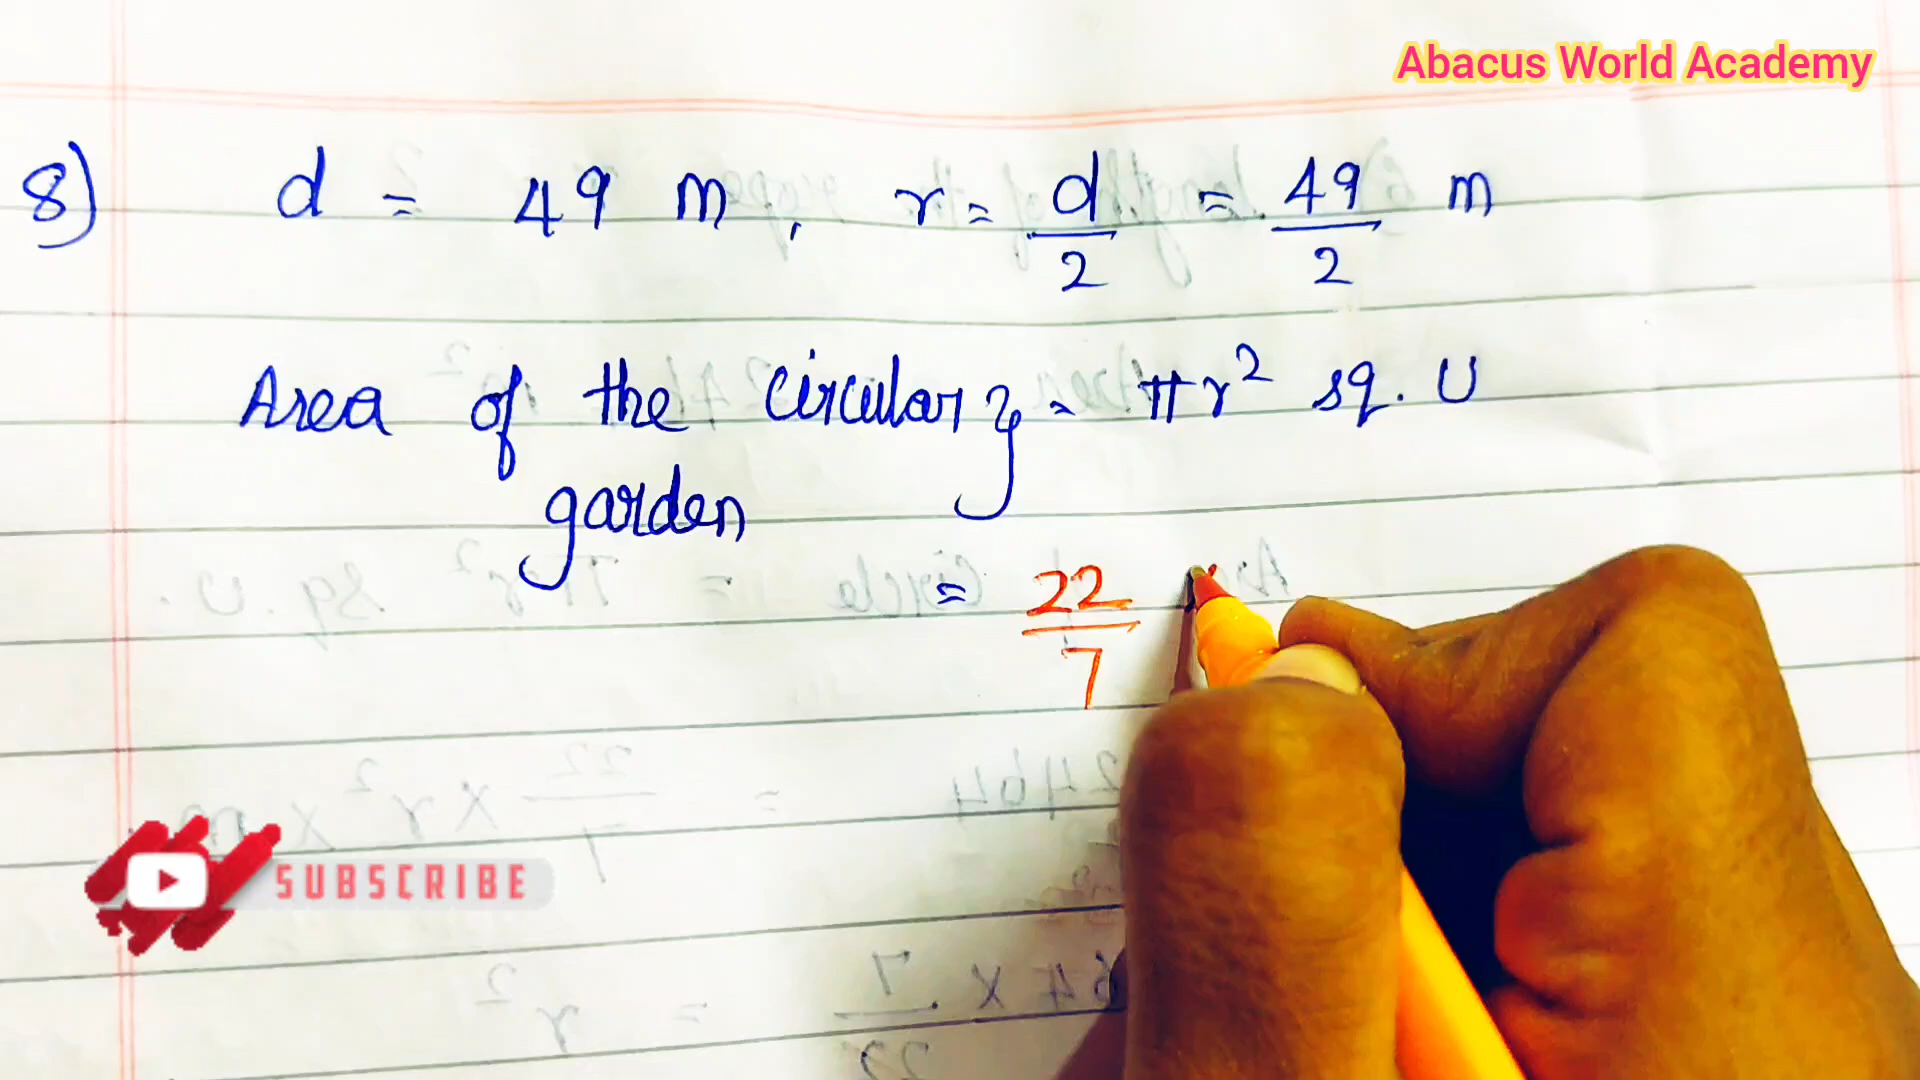 Abacus World Academy
8) d = 49 m, r = d/2 = 49/2 m
Area of the circular garden = πr² sq. U
= 22/7
SUBSCRIBE